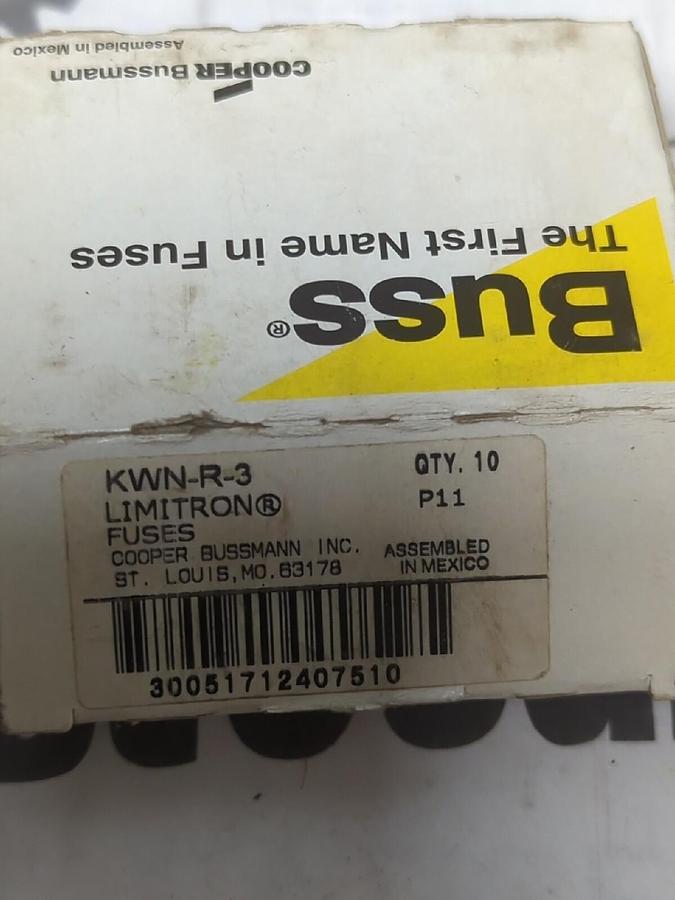 COOPER Bussmann
Assembled in Mexico
Buss®
The First Name in Fuses
KWN-R-3
LIMITRON®
FUSES
COOPER BUSSMANN INC.
ST. LOUIS, MO. 63178
QTY. 10
P11
ASSEMBLED
IN MEXICO
30051712407510